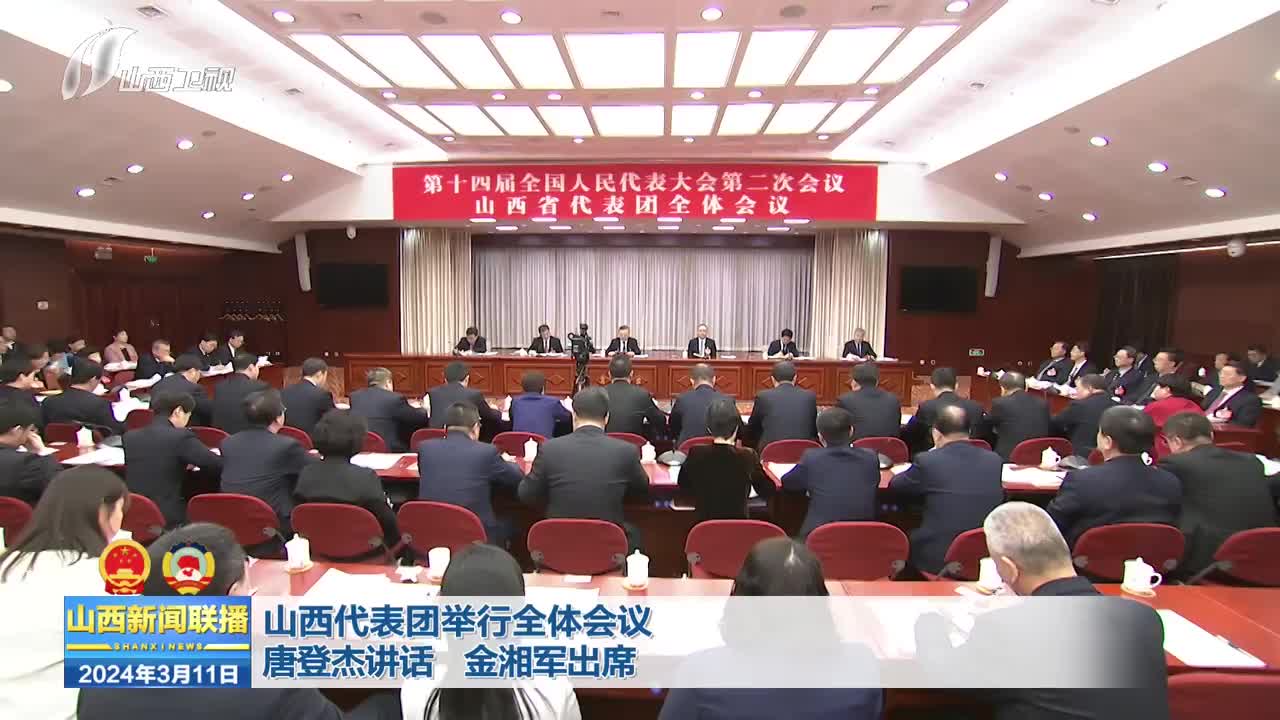 山西卫视
第十四届全国人民代表大会第二次会议
山西省代表团全体会议
山西新闻联播
SHANXI NEWS
2024年3月11日
山西代表团举行全体会议
唐登杰讲话 金湘军出席